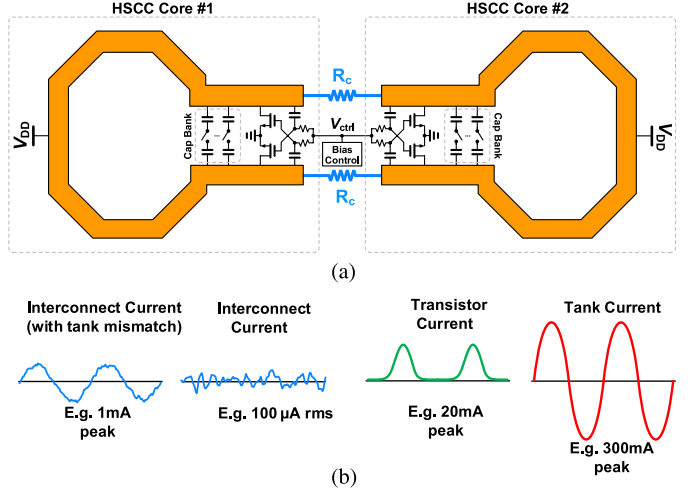 HSCC Core #1
HSCC Core #2
Rc
VDD
Cap Bank
...
Vctrl
Bias
Control
...
Cap Bank
VDD
Rc
(a)
Interconnect Current
(with tank mismatch)
E.g. 1mA
peak
Interconnect
Current
E.g. 100 μA rms
Transistor
Current
E.g. 20mA
peak
Tank Current
E.g. 300mA
peak
(b)